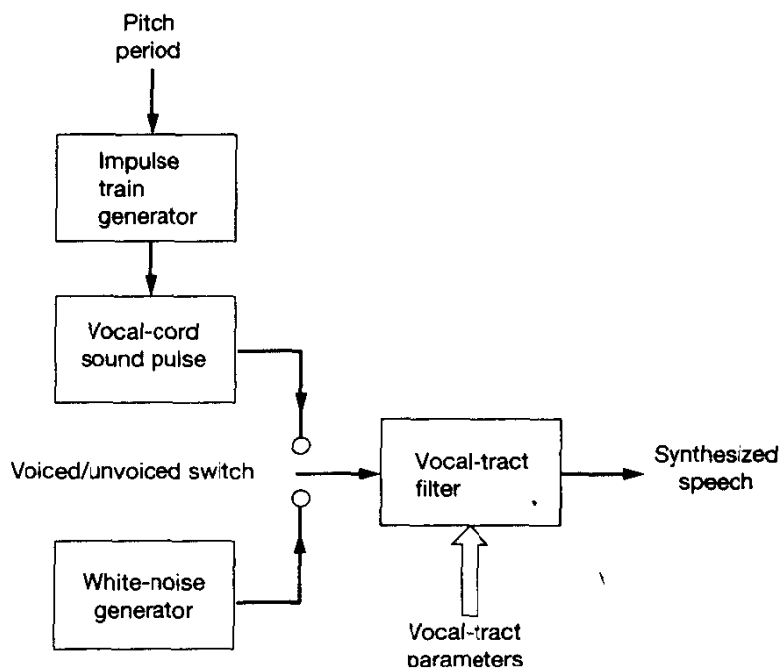 Pitch
period
Impulse
train
generator
Vocal-cord
sound pulse
Voiced/unvoiced switch
Vocal-tract
filter
Synthesized
speech
White-noise
generator
Vocal-tract
parameters